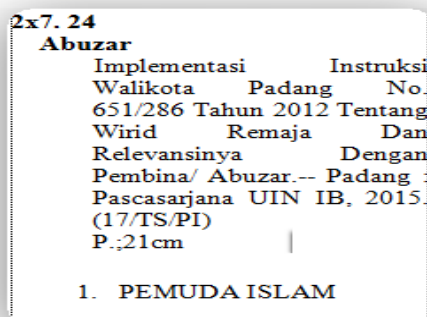 2x7. 24
Abuzar
Implementasi Instruksi
Walikota Padang No.
651/286 Tahun 2012 Tentang
Wirid Remaja Dan
Relevansinya Dengan
Pembina/ Abuzar.-- Padang :
Pascasarjana UIN IB, 2015.
(17/TS/PI)
P.;21cm
1. PEMUDA ISLAM